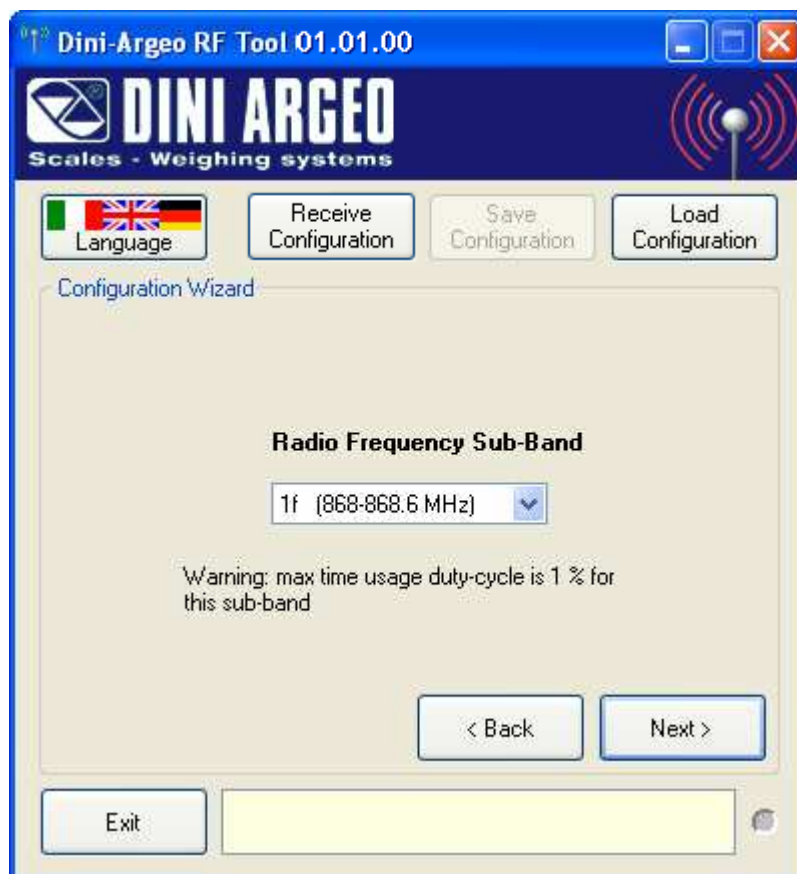 Dini-Argeo RF Tool 01.01.00
DINI ARGEO
Scales - Weighing systems
Language
Receive
Configuration
Save
Configuration
Load
Configuration
Configuration Wizard
Radio Frequency Sub-Band
1f (868-868.6 MHz)
Warning: max time usage duty-cycle is 1 % for
this sub-band
< Back
Next >
Exit